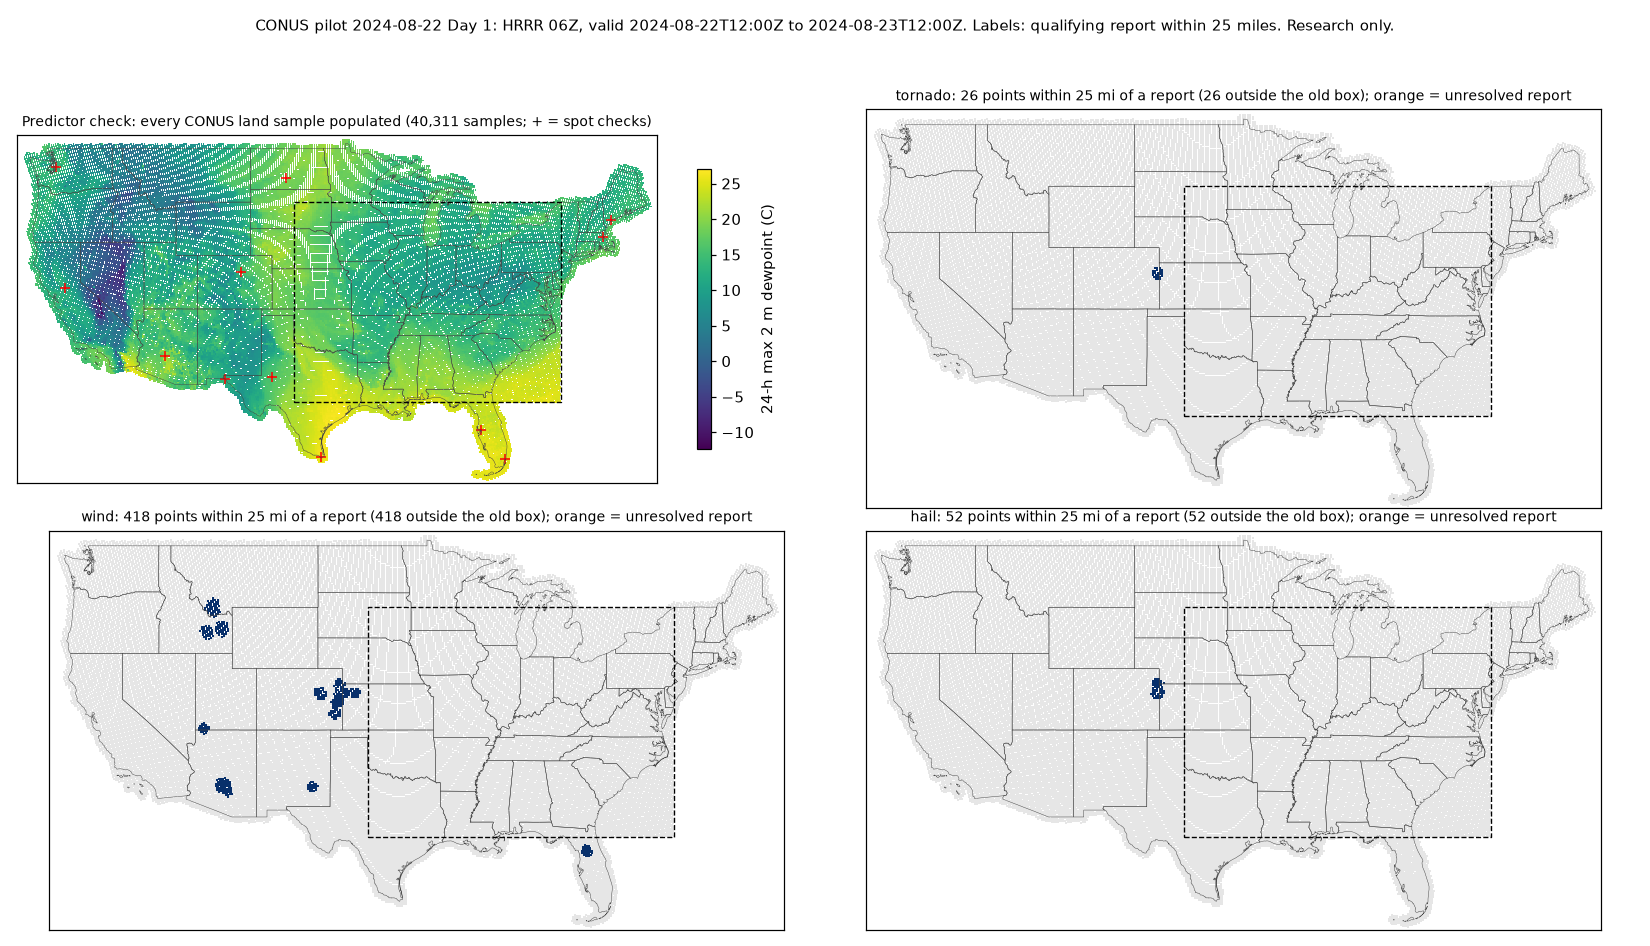 CONUS pilot 2024-08-22 Day 1: HRRR 06Z, valid 2024-08-22T12:00Z to 2024-08-23T12:00Z. Labels: qualifying report within 25 miles. Research only.
Predictor check: every CONUS land sample populated (40,311 samples; + = spot checks)
25
20
15
10
5
0
−5
−10
24-h max 2 m dewpoint (C)
tornado: 26 points within 25 mi of a report (26 outside the old box); orange = unresolved report
wind: 418 points within 25 mi of a report (418 outside the old box); orange = unresolved report
hail: 52 points within 25 mi of a report (52 outside the old box); orange = unresolved report